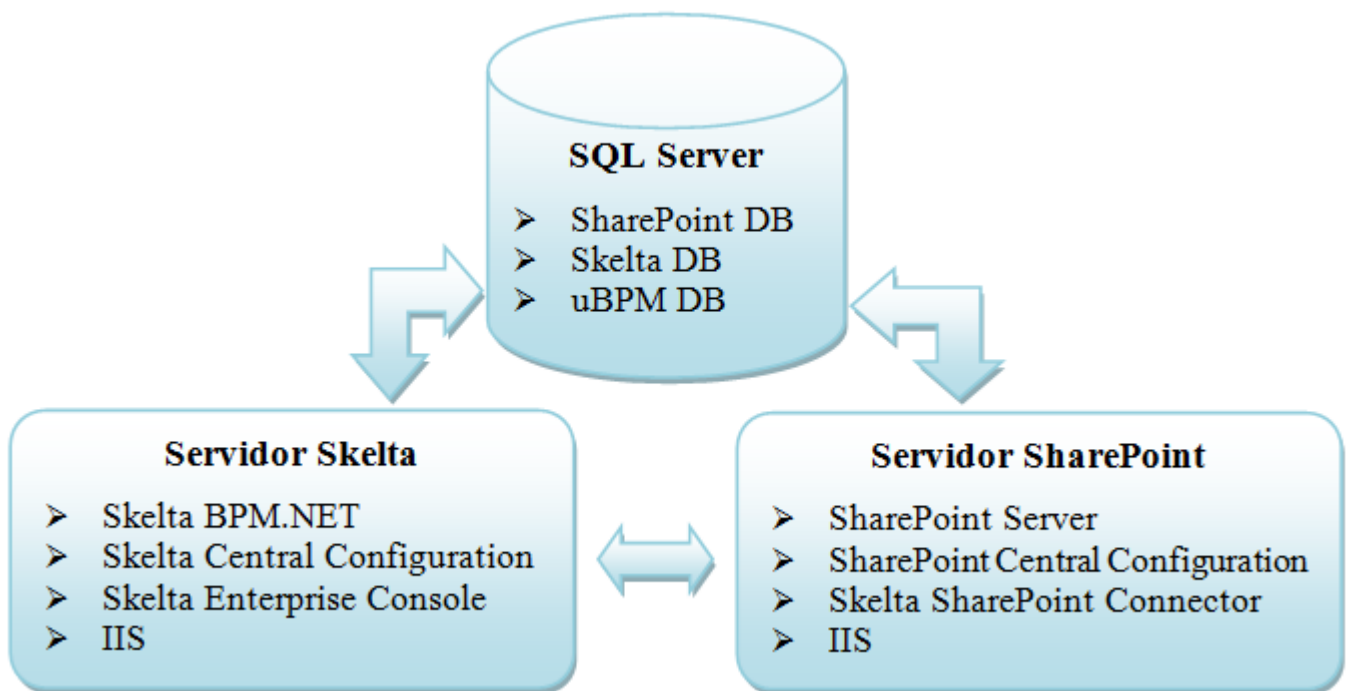 SQL Server
➢ SharePoint DB
➢ Skelta DB
➢ uBPM DB
Servidor Skelta
➢ Skelta BPM.NET
➢ Skelta Central Configuration
➢ Skelta Enterprise Console
➢ IIS
Servidor SharePoint
➢ SharePoint Server
➢ SharePoint Central Configuration
➢ Skelta SharePoint Connector
➢ IIS